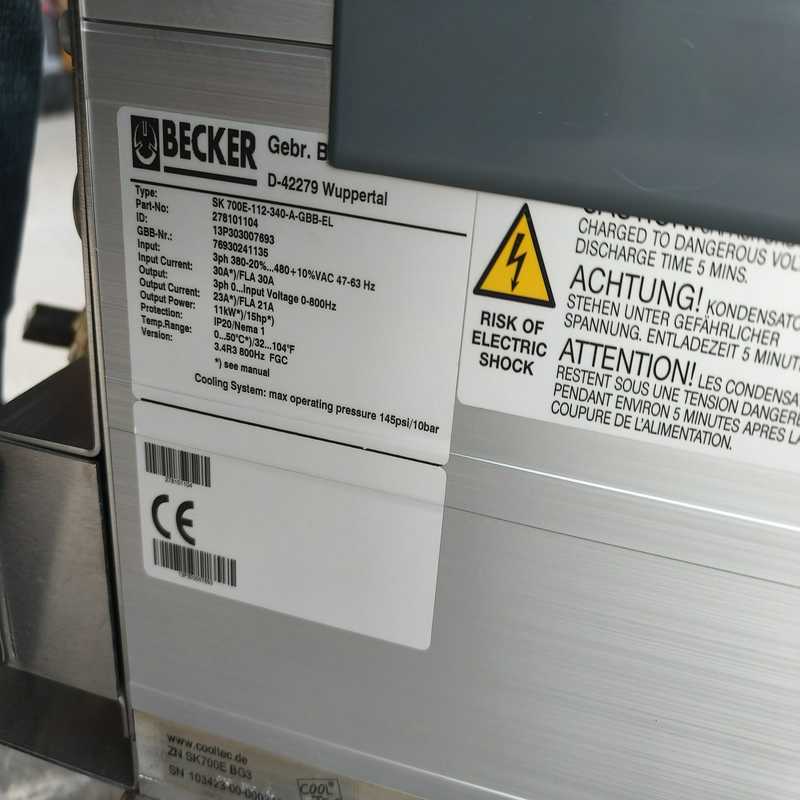 BECKER
Gebr. B
D-42279 Wuppertal
Type: SK 700E-112-340-A-GBB-EL
Part-No: 278101104
ID: 13P303007693
GBB-Nr.: 76930241135
Input: 3ph 380-20%...480+10%VAC 47-63 Hz
Input Current: 30A*)/FLA 30A
Output: 3ph 0...Input Voltage 0-800Hz
Output Current: 23A*)/FLA 21A
Output Power: 11kW*)/15hp*)
Protection: IP20/Nema 1
Temp.Range: 0...50°C*)/32...104°F
Version: 3.4R3 800Hz FGC
*) see manual
Cooling System: max operating pressure 145psi/10bar
278101104
CE
RISK OF
ELECTRIC
SHOCK
CHARGED TO DANGEROUS VOL
DISCHARGE TIME 5 MINS.
ACHTUNG! KONDENSATO
STEHEN UNTER GEFÄHRLICHER
SPANNUNG. ENTLADEZEIT 5 MINUT
ATTENTION! LES CONDENSA
RESTENT SOUS UNE TENSION DANGERE
PENDANT ENVIRON 5 MINUTES APRES LA
COUPURE DE L'ALIMENTATION.
www.cooltec.de
ZN SK700E BG3
SN 103423-00-000
COOL